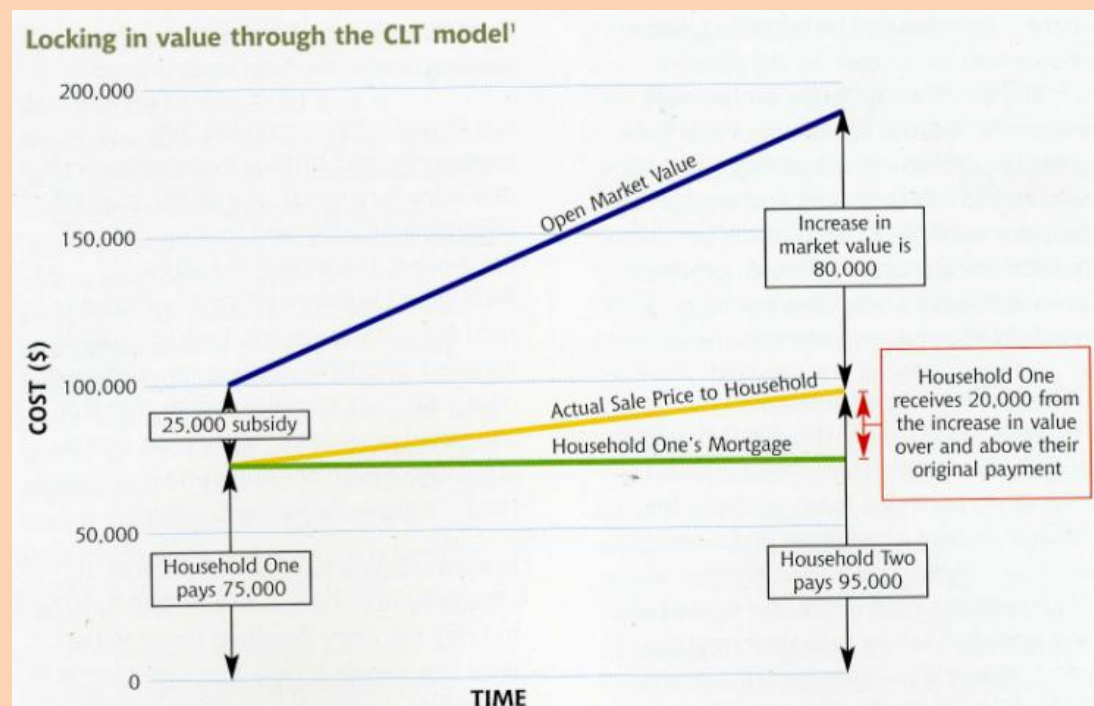 Locking in value through the CLT model¹
200,000
150,000
100,000
50,000
0
COST ($)
TIME
Open Market Value
Actual Sale Price to Household
Household One's Mortgage
25,000 subsidy
Household One
pays 75,000
Increase in
market value is
80,000
Household One
receives 20,000 from
the increase in value
over and above their
original payment
Household Two
pays 95,000